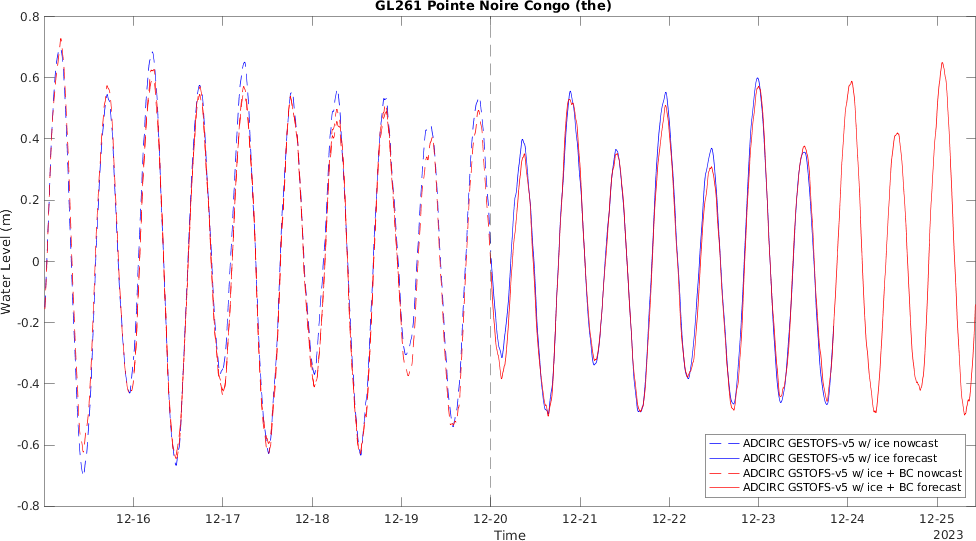 GL261 Pointe Noire Congo (the)
0.8
0.6
0.4
0.2
0
-0.2
-0.4
-0.6
-0.8
Water Level (m)
12-16
12-17
12-18
12-19
12-20
12-21
12-22
12-23
12-24
12-25
Time
2023
ADCIRC GESTOFS-v5 w/ ice nowcast
ADCIRC GESTOFS-v5 w/ ice forecast
ADCIRC GSTOFS-v5 w/ ice + BC nowcast
ADCIRC GSTOFS-v5 w/ ice + BC forecast